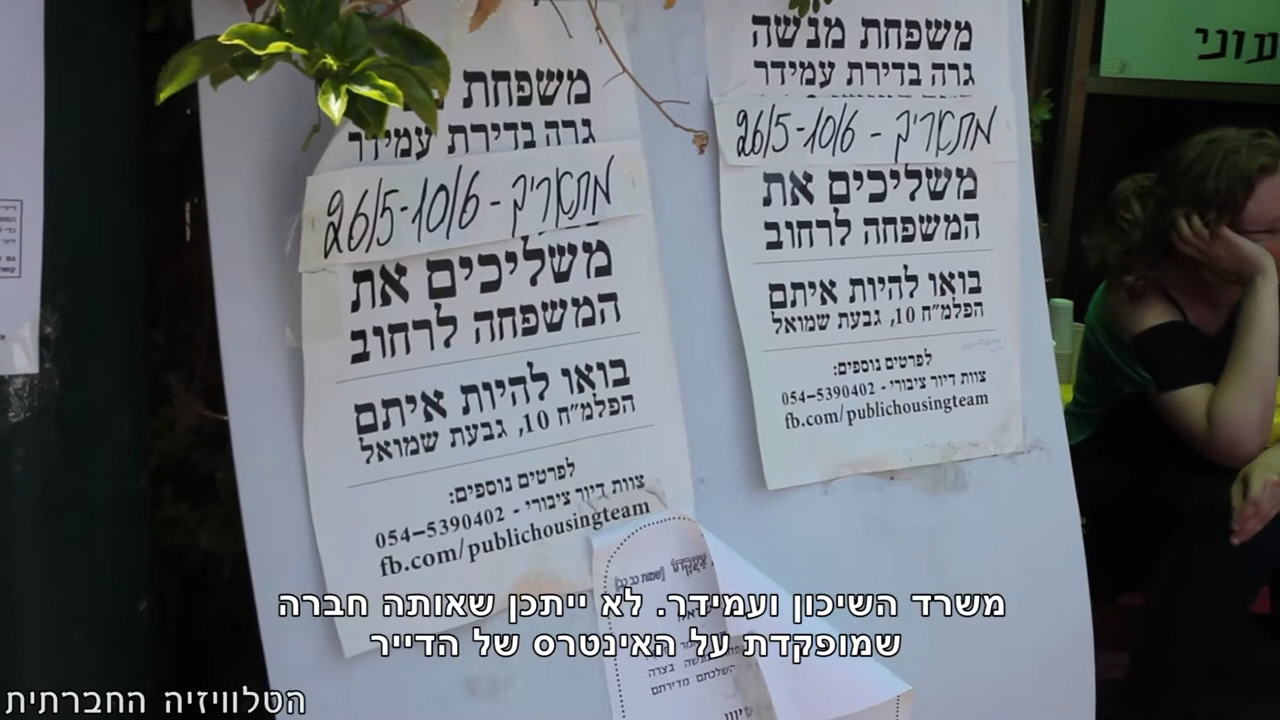 משפחת מנשה
גרה בדירת עמידר
מתאריך - 26/5-10/6
משליכים את
המשפחה לרחוב
בואו להיות איתם
הפלמ״ח 10, גבעת שמואל
לפרטים נוספים:
צוות דיור ציבורי - 054-5390402
fb.com/publichousingteam
משפחת
גרה בדירת עמידר
מתאריך - 26/5-10/6
משליכים את
המשפחה לרחוב
בואו להיות איתם
הפלמ״ח 10, גבעת שמואל
לפרטים נוספים:
צוות דיור ציבורי - 054-5390402
fb.com/publichousingteam
בצרה
השלכתם מדירתם
משרד השיכון ועמידר. לא ייתכן שאותה חברה
שמופקדת על האינטרס של הדייר
הטלוויזיה החברתית